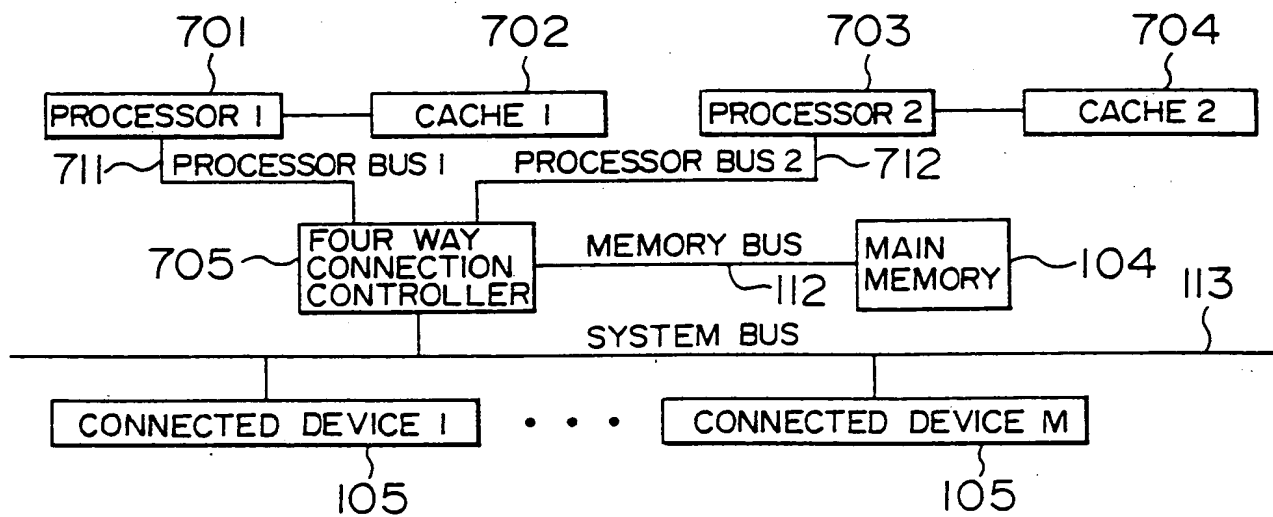 701 702 703 704
PROCESSOR 1 CACHE 1 PROCESSOR 2 CACHE 2
711 PROCESSOR BUS 1 PROCESSOR BUS 2 712
705 FOUR WAY CONNECTION CONTROLLER MEMORY BUS 112 MAIN MEMORY 104
113
SYSTEM BUS
CONNECTED DEVICE 1 • • • CONNECTED DEVICE M
105 105